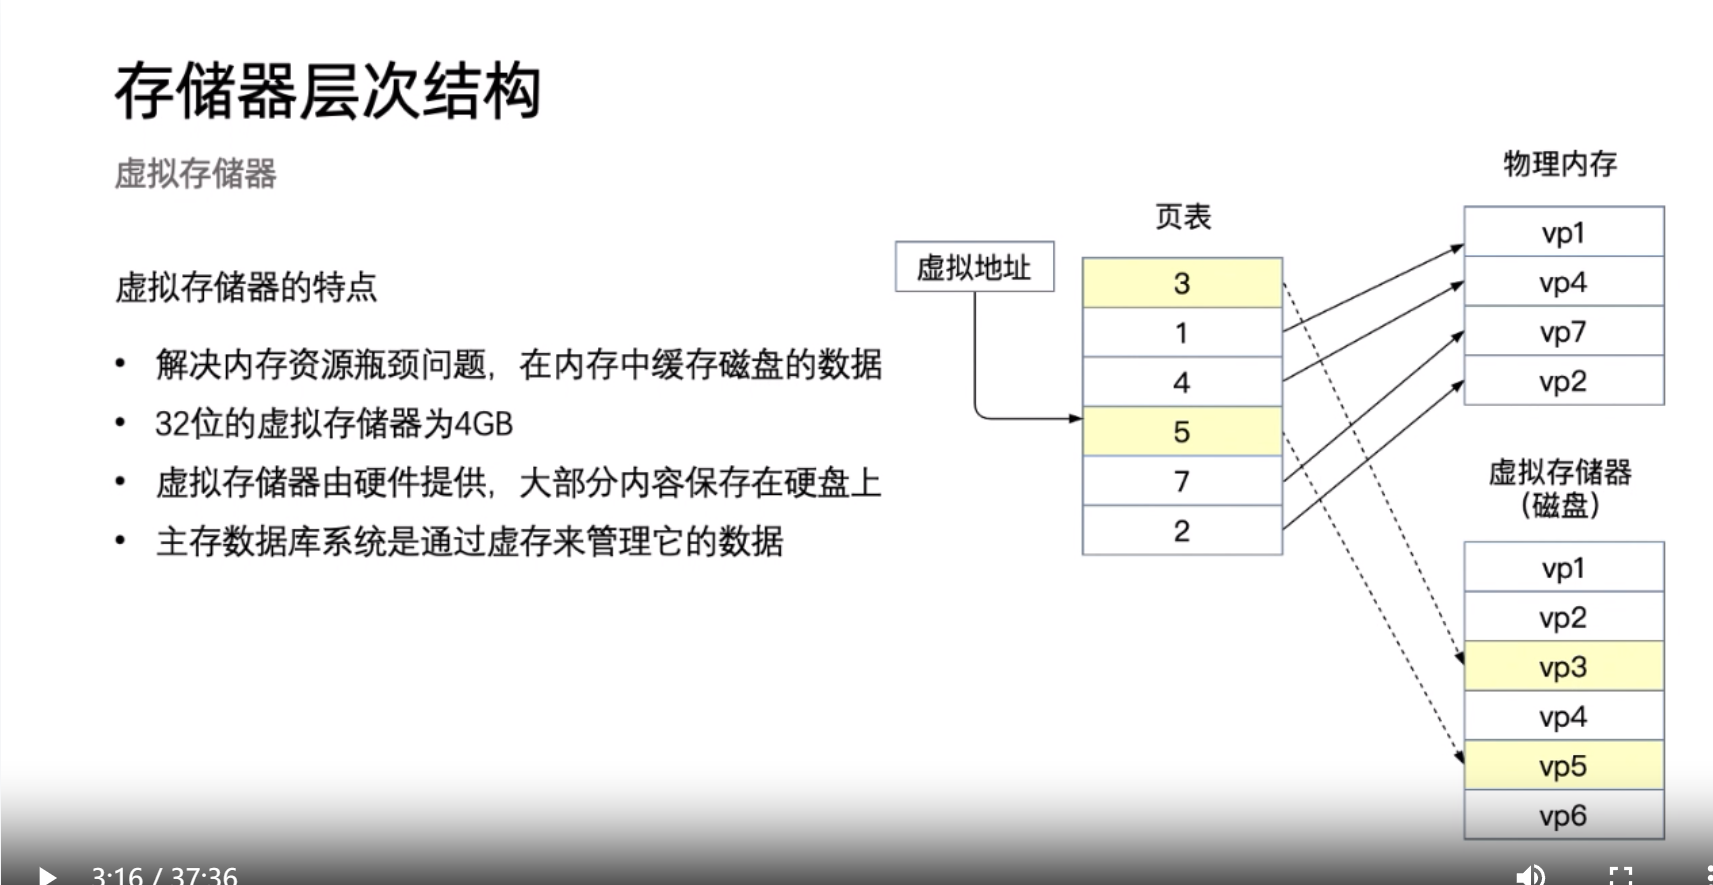 存储器层次结构
虚拟存储器
虚拟存储器的特点
• 解决内存资源瓶颈问题，在内存中缓存磁盘的数据
• 32位的虚拟存储器为4GB
• 虚拟存储器由硬件提供，大部分内容保存在硬盘上
• 主存数据库系统是通过虚存来管理它的数据
虚拟地址
页表
3
1
4
5
7
2
物理内存
vp1
vp4
vp7
vp2
虚拟存储器
（磁盘）
vp1
vp2
vp3
vp4
vp5
vp6
3:16 / 37:36